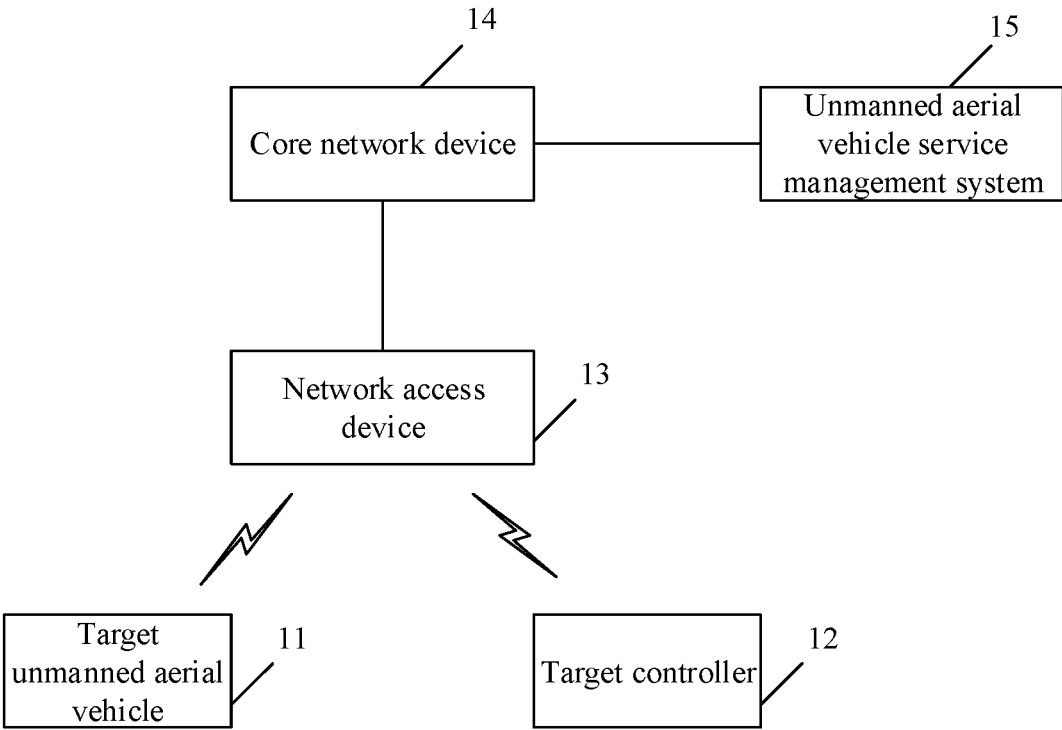 14
15
Core network device
Unmanned aerial
vehicle service
management system
Network access
device
13
Target
unmanned aerial
vehicle
11
Target controller
12